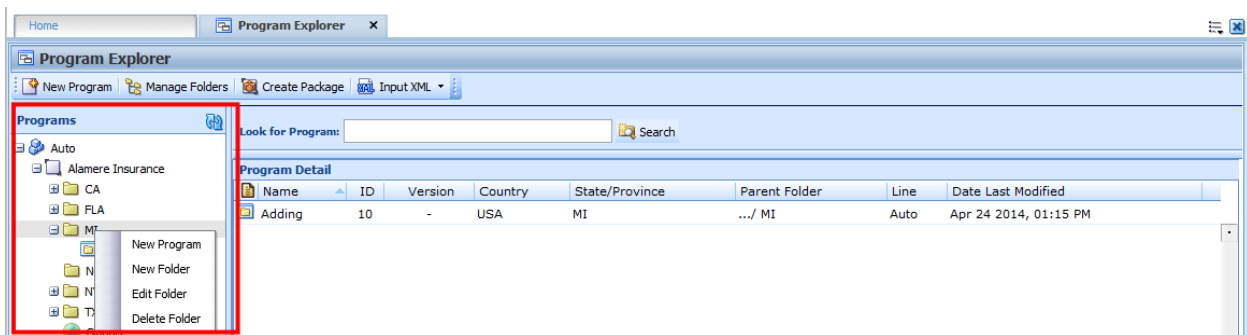 Home
Program Explorer
Program Explorer
New Program
Manage Folders
Create Package
Input XML
Programs
Look for Program:
Search
Auto
Alamere Insurance
CA
FLA
MI
New Program
New Folder
Edit Folder
Delete Folder
Program Detail
Name ID Version Country State/Province Parent Folder Line Date Last Modified
Adding 10 - USA MI .../ MI Auto Apr 24 2014, 01:15 PM